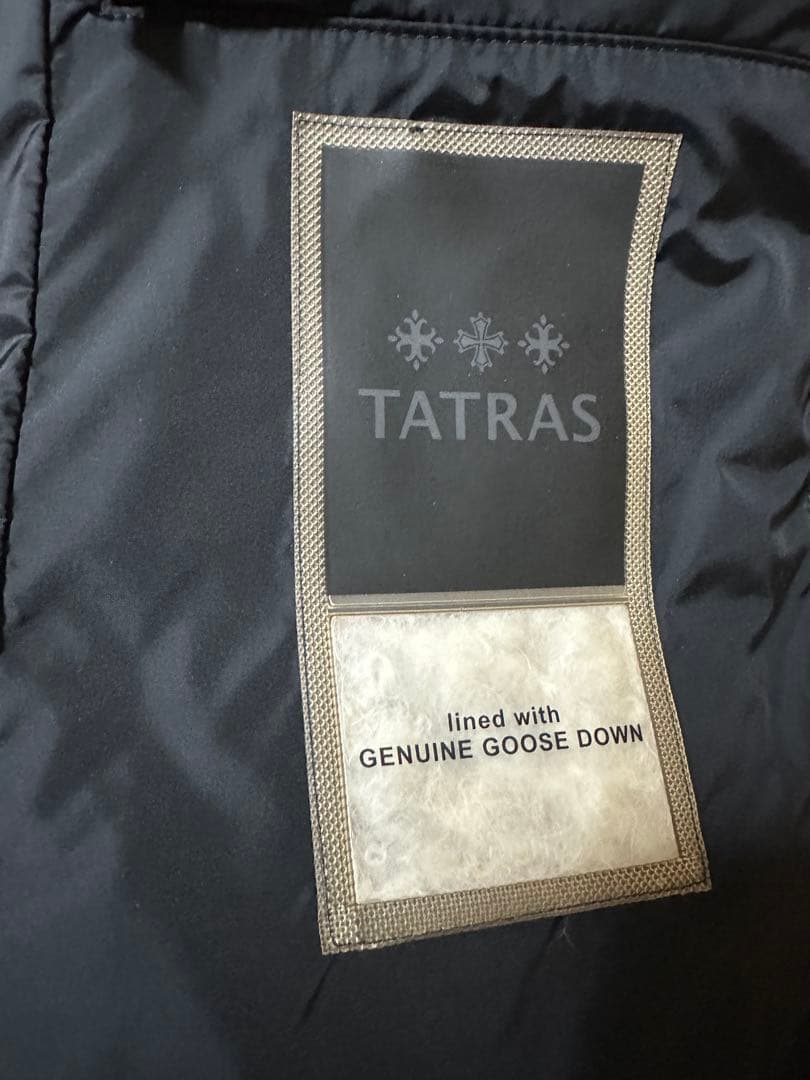 TATRAS
lined with
GENUINE GOOSE DOWN